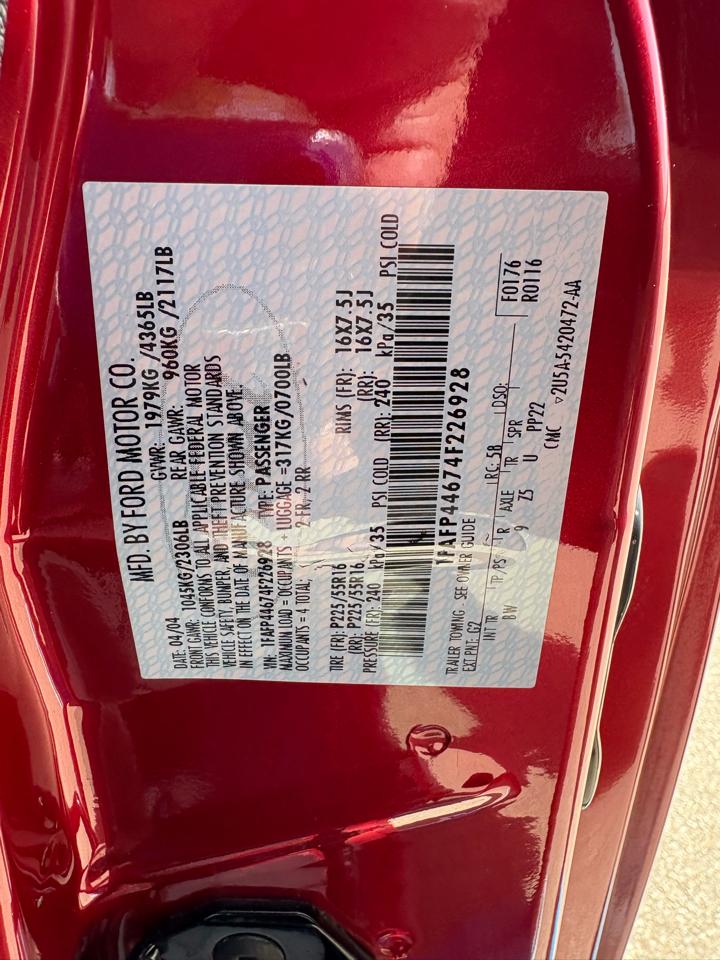 MFD. BY FORD MOTOR CO.
DATE: 04/04 GVWR: 1979KG /4365LB
FRONT GAWR: 1045KG/2306LB REAR GAWR: 960KG /2117LB
THIS VEHICLE CONFORMS TO ALL APPLICABLE FEDERAL MOTOR
VEHICLE SAFETY, BUMPER, AND THEFT PREVENTION STANDARDS
IN EFFECT ON THE DATE OF MANUFACTURE SHOWN ABOVE.
VIN: 1FAFP44674F226928 TYPE: PASSENGER
MAXIMUM LOAD = OCCUPANTS + LUGGAGE =317KG/0700LB
OCCUPANTS = 4 TOTAL; 2 FR, 2 RR
TIRE (FR): P225/55R16 RIMS (FR): 16X7.5J
(RR): P225/55R16 (RR): 16X7.5J
PRESSURE (FR): 240 kPa/35 PSI COLD (RR): 240 kPa/35 PSI COLD
1FAFP44674F226928
TRAILER TOWING - SEE OWNER GUIDE
EXT PNT: G2 RC: 58 DSO: F0176
INT TR TP/PS R AXLE TR SPR R0116
BW 9 Z5 U PP22
CMC ▽2U5A-5420472-AA